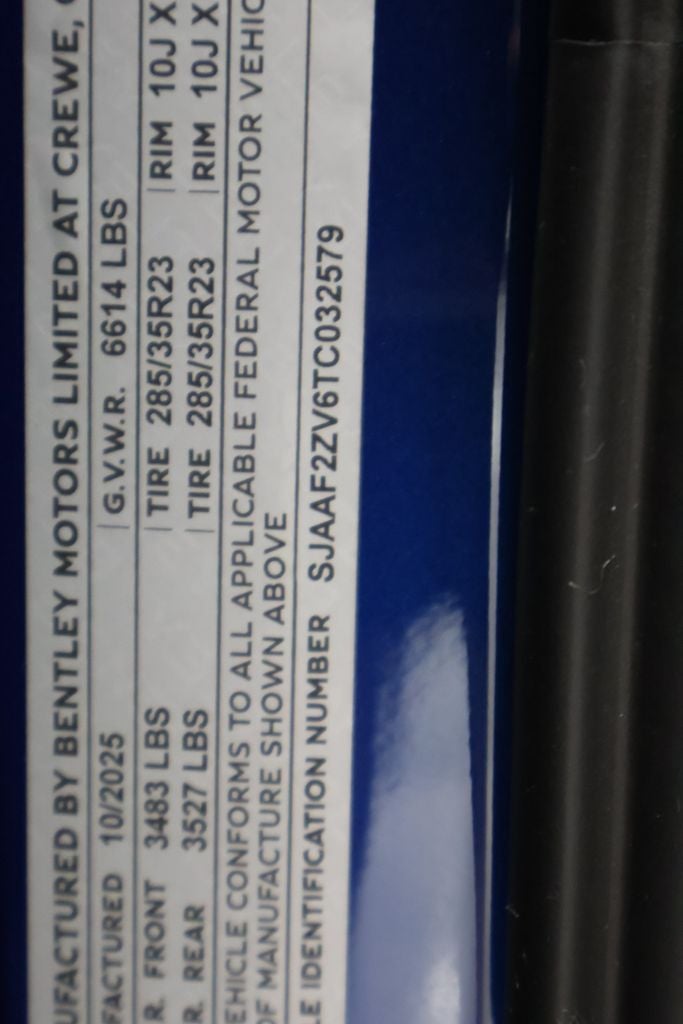 UFACTURED BY BENTLEY MOTORS LIMITED AT CREWE,
FACTURED 10/2025 G.V.W.R. 6614 LBS
R. FRONT 3483 LBS TIRE 285/35R23 RIM 10J X
R. REAR 3527 LBS TIRE 285/35R23 RIM 10J X
EHICLE CONFORMS TO ALL APPLICABLE FEDERAL MOTOR VEHIC
OF MANUFACTURE SHOWN ABOVE
LE IDENTIFICATION NUMBER SJAAF2ZV6TC032579